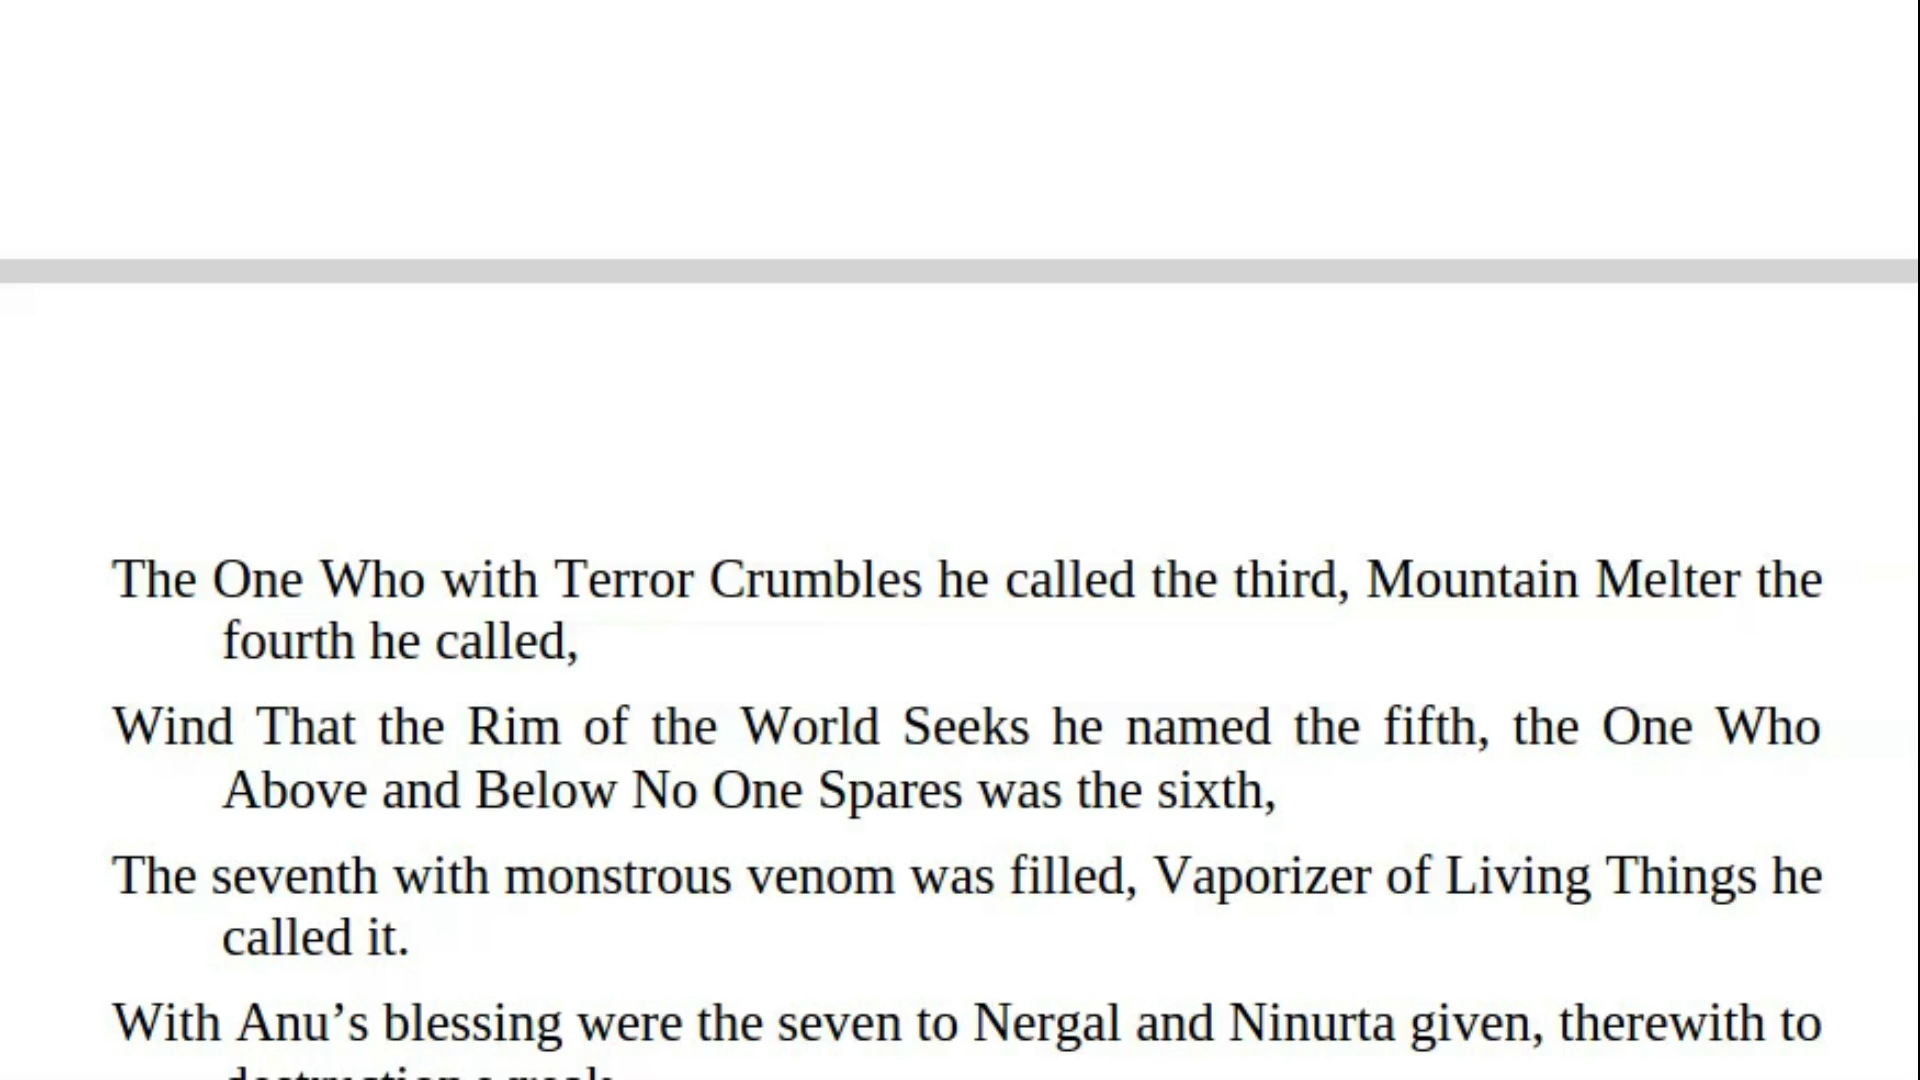 The One Who with Terror Crumbles he called the third, Mountain Melter the
fourth he called,
Wind That the Rim of the World Seeks he named the fifth, the One Who
Above and Below No One Spares was the sixth,
The seventh with monstrous venom was filled, Vaporizer of Living Things he
called it.
With Anu’s blessing were the seven to Nergal and Ninurta given, therewith to